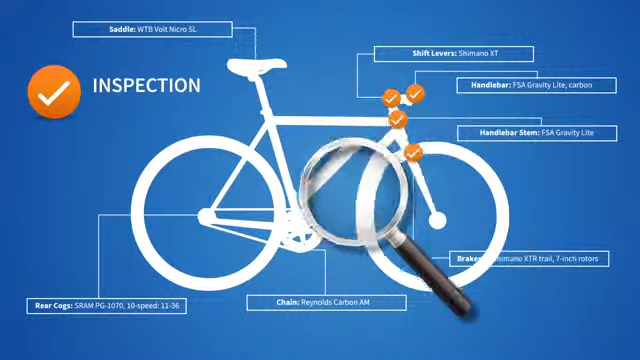 Saddle: WTB Volt Nicro SL
Shift Levers: Shimano XT
INSPECTION
Handlebar: FSA Gravity Lite, carbon
Handlebar Stem: FSA Gravity Lite
Brakes: Shimano XTR trail, 7-inch rotors
Rear Cogs: SRAM PG-1070, 10-speed: 11-36
Chain: Reynolds Carbon AM